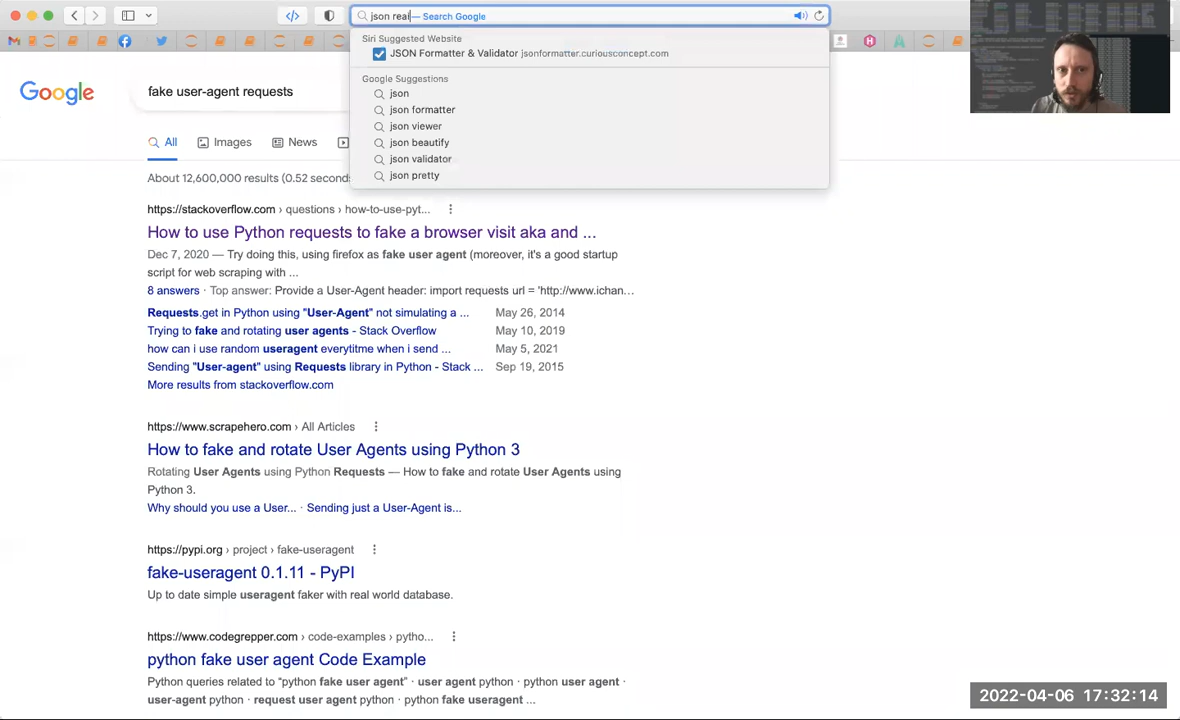 json real — Search Google
Siri Suggested Website
JSON Formatter & Validator jsonformatter.curiousconcept.com
Google Suggestions
json
json formatter
json viewer
json beautify
json validator
json pretty
Google
fake user-agent requests
All Images News
About 12,600,000 results (0.52 second
https://stackoverflow.com › questions › how-to-use-pyt...
How to use Python requests to fake a browser visit aka and ...
Dec 7, 2020 — Try doing this, using firefox as fake user agent (moreover, it's a good startup
script for web scraping with ...
8 answers · Top answer: Provide a User-Agent header: import requests url = 'http://www.ichan…
Requests.get in Python using "User-Agent" not simulating a ... May 26, 2014
Trying to fake and rotating user agents - Stack Overflow May 10, 2019
how can i use random useragent everytitme when i send ... May 5, 2021
Sending "User-agent" using Requests library in Python - Stack ... Sep 19, 2015
More results from stackoverflow.com
https://www.scrapehero.com › All Articles
How to fake and rotate User Agents using Python 3
Rotating User Agents using Python Requests — How to fake and rotate User Agents using
Python 3.
Why should you use a User... · Sending just a User-Agent is...
https://pypi.org › project › fake-useragent
fake-useragent 0.1.11 - PyPI
Up to date simple useragent faker with real world database.
https://www.codegrepper.com › code-examples › pytho...
python fake user agent Code Example
Python queries related to “python fake user agent” · user agent python · python user agent ·
user-agent python · request user agent python · python fake useragent ...
2022-04-06 17:32:14